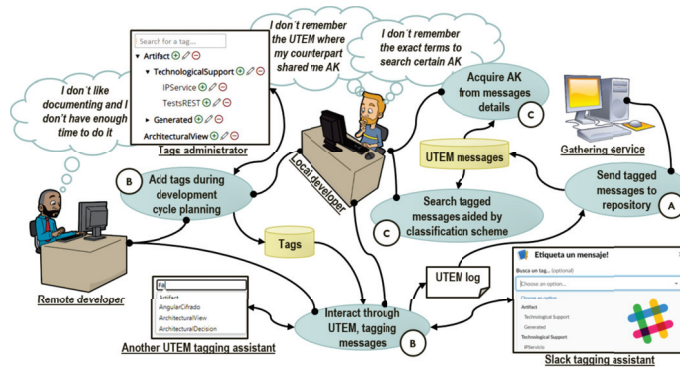 I don't like
documenting and I
don't have enough
time to do it
Search for a tag...
Artifact
TechnologicalSupport
IPService
TestsREST
Generated
ArchitecturalView
Tags administrator
I don't remember
the UTEM where
my counterpart
shared me AK
I don't remember
the exact terms to
search certain AK
Acquire AK
from messages
details
C
Gathering service
UTEM messages
Local developer
B
Add tags during
development
cycle planning
Search tagged
messages aided by
classification scheme
C
Send tagged
messages to
repository
A
Remote developer
Tags
UTEM log
Artifact
AngularCifrado
ArchitecturalView
ArchitecturalDecision
Another UTEM tagging assistant
Interact through
UTEM, tagging
messages
B
Etiqueta un mensaje!
Busca un tag... (optional)
Choose an option...
Artifact
Technological Support
Generated
Technological Support
IPServicio
Slack tagging assistant